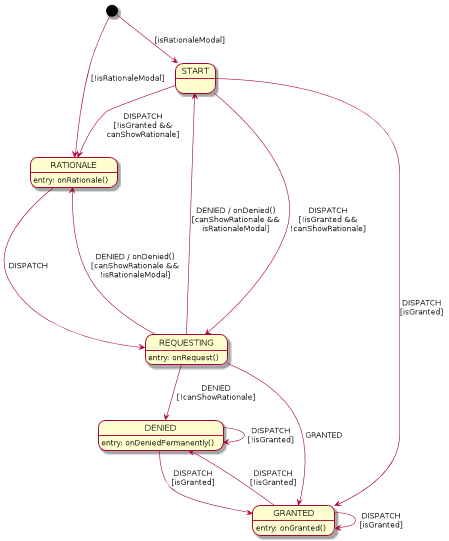 [isRationaleModal]
START
[!isRationaleModal]
DISPATCH
[!isGranted &&
canShowRationale]
RATIONALE
entry: onRationale()
DENIED / onDenied()
[canShowRationale &&
isRationaleModal]
DISPATCH
[!isGranted &&
!canShowRationale]
DISPATCH
DENIED / onDenied()
[canShowRationale &&
!isRationaleModal]
DISPATCH
[isGranted]
REQUESTING
entry: onRequest()
DENIED
[!canShowRationale]
DENIED
entry: onDeniedPermanently()
DISPATCH
[!isGranted]
GRANTED
DISPATCH
[isGranted]
DISPATCH
[!isGranted]
GRANTED
entry: onGranted()
DISPATCH
[isGranted]